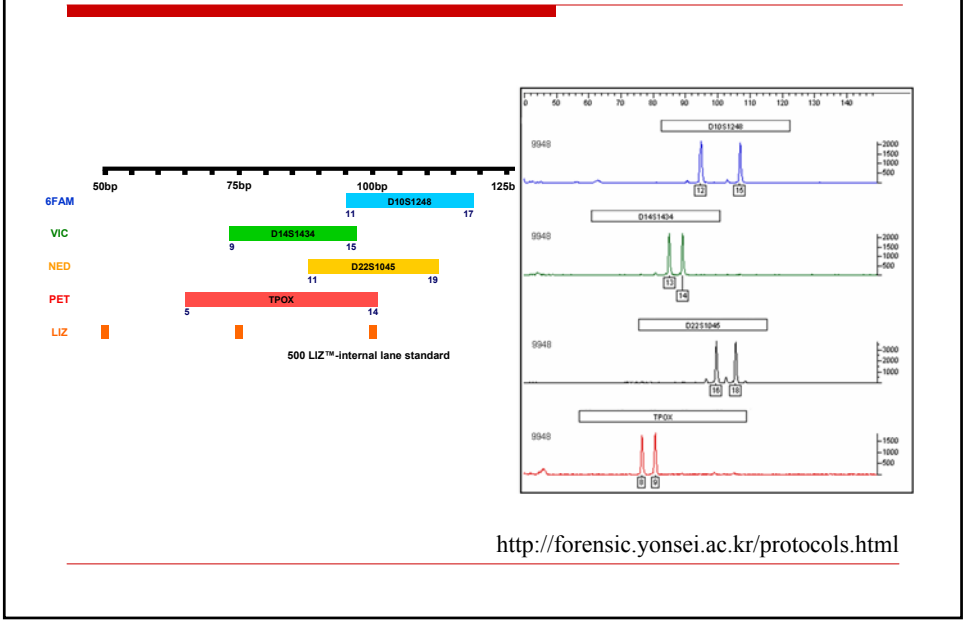 50bp 75bp 100bp 125b
6FAM D10S1248
11 17
VIC D14S1434
9 15
NED D22S1045
11 19
PET TPOX
5 14
LIZ
500 LIZ™-internal lane standard
0 50 60 70 80 90 100 110 120 130 140
D10S1248
9948
2000
1500
1000
500
12 15
D14S1434
9948
2000
1500
1000
500
13
14
D22S1045
9948
3000
2000
1000
16 18
TPOX
9948
1500
1000
500
8 9
http://forensic.yonsei.ac.kr/protocols.html